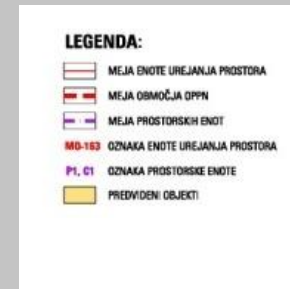 LEGENDA:
MEJA ENOTE UREJANJA PROSTORA
MEJA OBMOČJA OPPN
MEJA PROSTORSKIH ENOT
MO-163 OZNAKA ENOTE UREJANJA PROSTORA
P1, C1 OZNAKA PROSTORSKE ENOTE
PREDVIDENI OBJEKTI